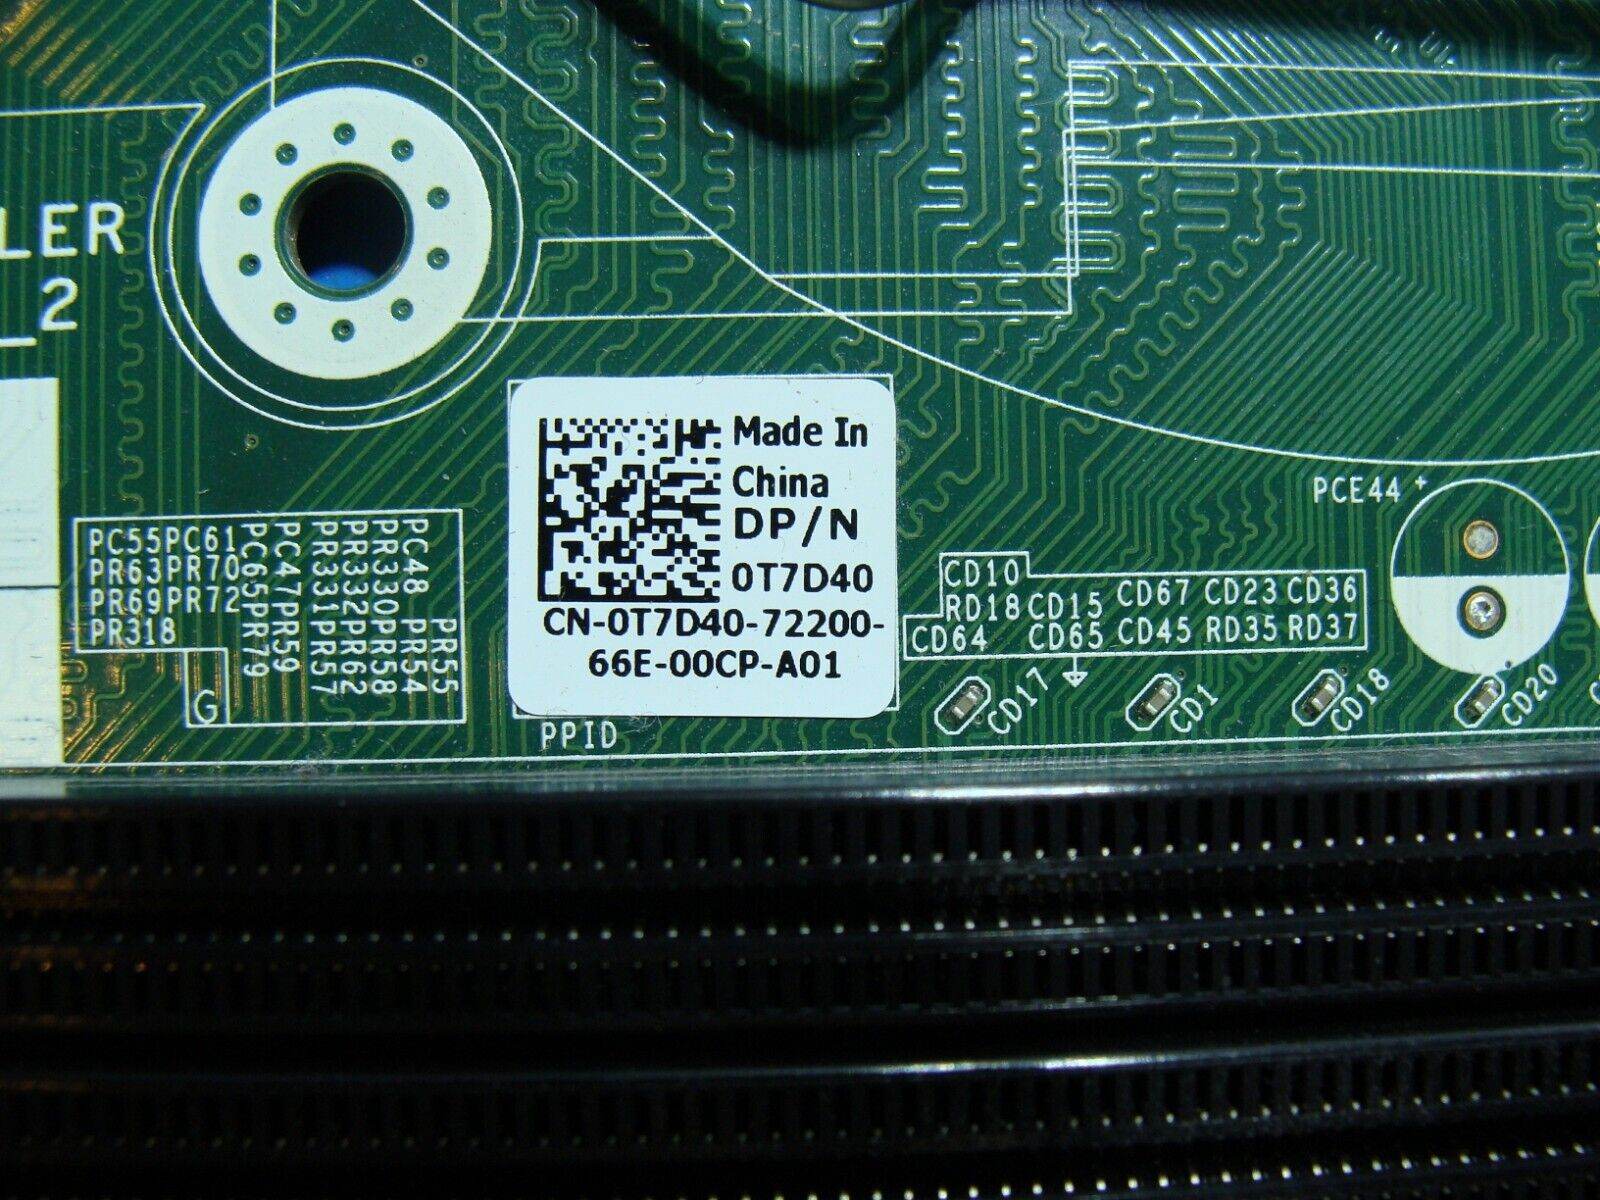 LER
_2
Made In
China
DP/N
0T7D40
CN-0T7D40-72200-
66E-00CP-A01
PPID
PC55PC61
PR63PR70
PR69PR72
PR318
PC65PR79
PC47PR59
PR331PR57
PR332PR62
PR330PR58
PC48 PR54
PR55
G
PCE44 +
CD10
RD18 CD15 CD67 CD23 CD36
CD64 CD65 CD45 RD35 RD37
CD17
CD1
CD18
CD20